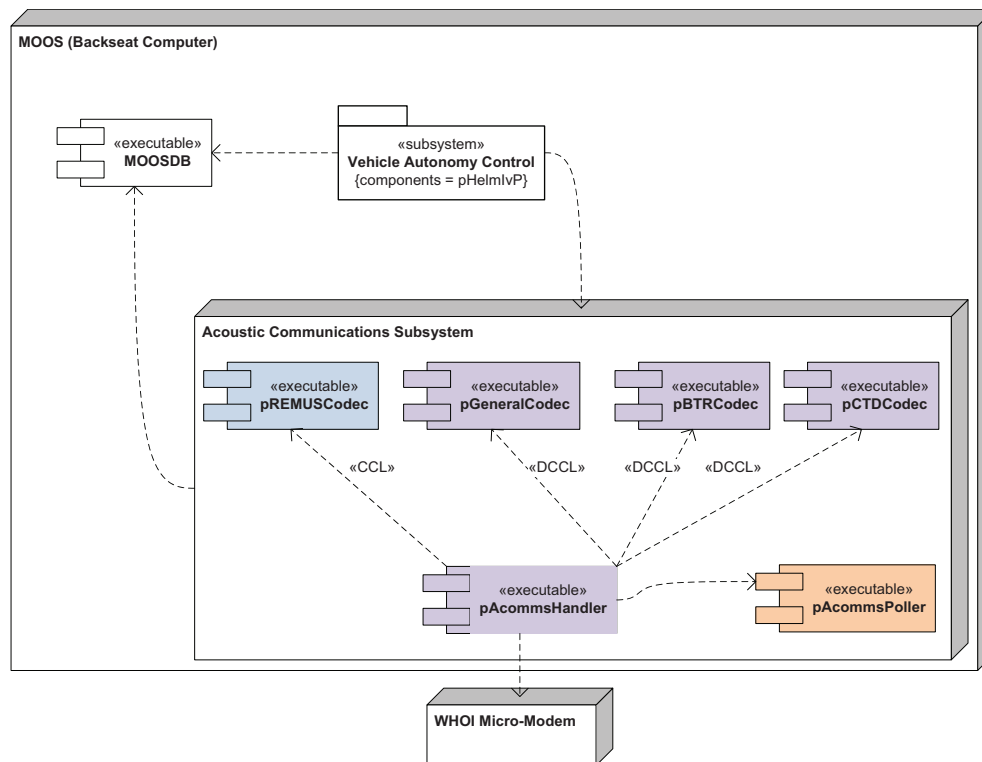 MOOS (Backseat Computer)
«executable»
MOOSDB
«subsystem»
Vehicle Autonomy Control
{components = pHelmIvP}
Acoustic Communications Subsystem
«executable»
pREMUSCodec
«executable»
pGeneralCodec
«executable»
pBTRCodec
«executable»
pCTDCodec
«CCL»
«DCCL»
«DCCL»
«DCCL»
«executable»
pAcommsHandler
«executable»
pAcommsPoller
WHOI Micro-Modem